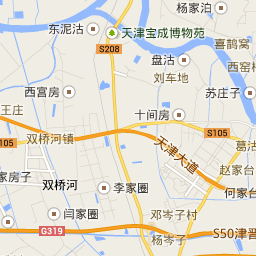 杨家泊
东泥沽
天津宝成博物苑
喜鹊窝
S208
盘沽
西窑村
刘车地
西宫房
苏庄子
王庄
十间房
S105
双桥河镇
葛沽
天津大道
S105
赵家台
家房子
双桥河
李家圈
何家台
闫家圈
邓岑子村
G319
S50津晋
杨岑子